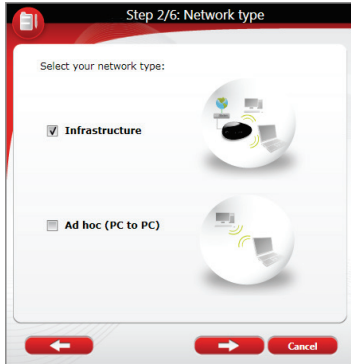 Step 2/6: Network type
Select your network type:
Infrastructure
Ad hoc (PC to PC)
Cancel